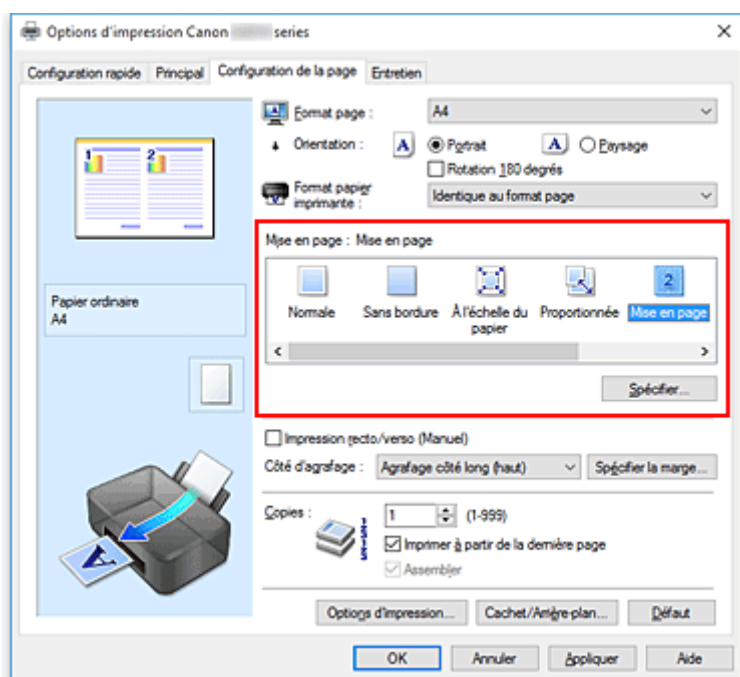 Options d'impression Canon series
Configuration rapide Principal Configuration de la page Entretien
1 2
Format page : A4
Orientation : A Portrait A Paysage
Rotation 180 degrés
Format papier imprimante : Identique au format page
Mise en page : Mise en page
2
Normale Sans bordure À l'échelle du papier Proportionnée Mise en page
Spécifier...
Papier ordinaire
A4
Impression recto/verso (Manuel)
Côté d'agrafage : Agrafage côté long (haut) Spécifier la marge...
Copies : 1 (1-999)
Imprimer à partir de la dernière page
Assembler
A
Options d'impression... Cachet/Arrière-plan... Défaut
OK Annuler Appliquer Aide